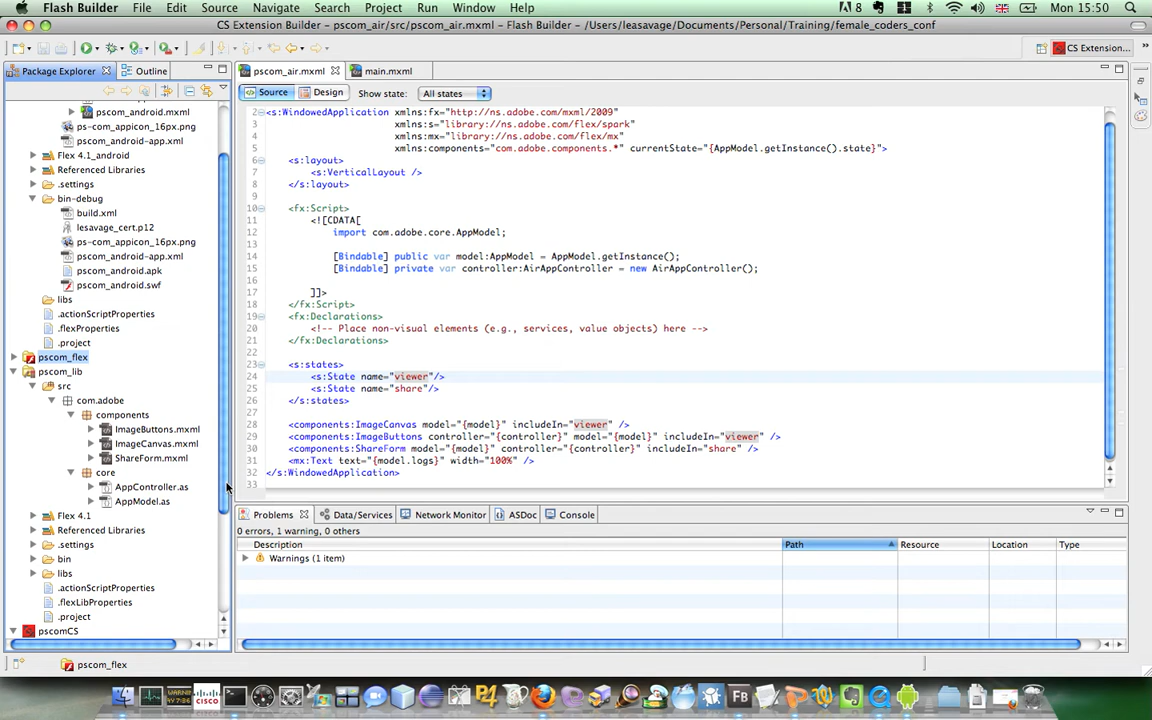 Flash Builder File Edit Source Navigate Search Project Run Window Help 8 Mon 15:50
CS Extension Builder - pscom_air/src/pscom_air.mxml - Flash Builder - /Users/leasavage/Documents/Personal/Training/female_coders_conf
CS Extension...
Package Explorer Outline
pscom_android.mxml
ps-com_appicon_16px.png
pscom_android-app.xml
Flex 4.1_android
Referenced Libraries
.settings
bin-debug
build.xml
lesavage_cert.p12
ps-com_appicon_16px.png
pscom_android-app.xml
pscom_android.apk
pscom_android.swf
libs
.actionScriptProperties
.flexProperties
.project
pscom_flex
pscom_lib
src
com.adobe
components
ImageButtons.mxml
ImageCanvas.mxml
ShareForm.mxml
core
AppController.as
AppModel.as
Flex 4.1
Referenced Libraries
.settings
bin
libs
.actionScriptProperties
.flexLibProperties
.project
pscomCS
pscom_air.mxml main.mxml
Source Design Show state: All states
2 <s:WindowedApplication xmlns:fx="http://ns.adobe.com/mxml/2009"
3 xmlns:s="library://ns.adobe.com/flex/spark"
4 xmlns:mx="library://ns.adobe.com/flex/mx"
5 xmlns:components="com.adobe.components.*" currentState="{AppModel.getInstance().state}">
6 <s:layout>
7 <s:VerticalLayout />
8 </s:layout>
9
10 <fx:Script>
11 <![CDATA[
12 import com.adobe.core.AppModel;
13
14 [Bindable] public var model:AppModel = AppModel.getInstance();
15 [Bindable] private var controller:AirAppController = new AirAppController();
16
17 ]]>
18 </fx:Script>
19 <fx:Declarations>
20 <!-- Place non-visual elements (e.g., services, value objects) here -->
21 </fx:Declarations>
22
23 <s:states>
24 <s:State name="viewer"/>
25 <s:State name="share"/>
26 </s:states>
27
28 <components:ImageCanvas model="{model}" includeIn="viewer" />
29 <components:ImageButtons controller="{controller}" model="{model}" includeIn="viewer" />
30 <components:ShareForm model="{model}" controller="{controller}" includeIn="share" />
31 <mx:Text text="{model.logs}" width="100%" />
32 </s:WindowedApplication>
33
Problems Data/Services Network Monitor ASDoc Console
0 errors, 1 warning, 0 others
Description Path Resource Location Type
Warnings (1 item)
pscom_flex